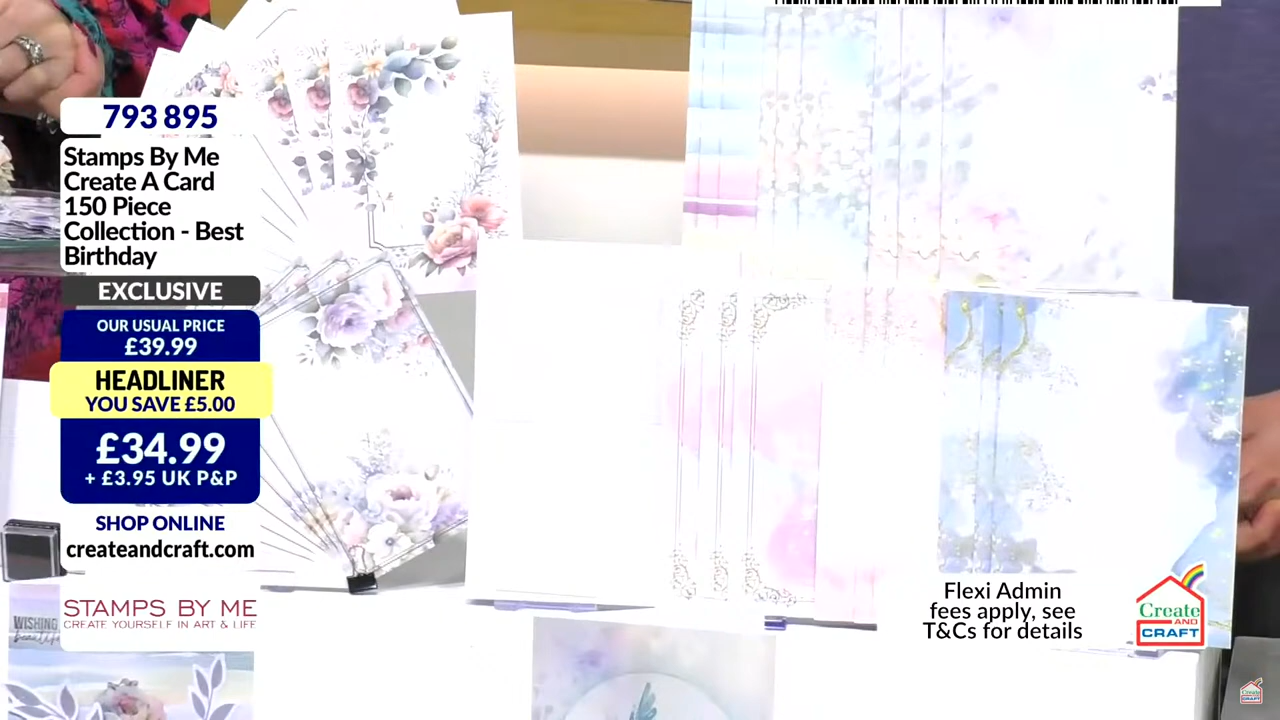 793 895
Stamps By Me
Create A Card
150 Piece
Collection - Best
Birthday
EXCLUSIVE
OUR USUAL PRICE
£39.99
HEADLINER
YOU SAVE £5.00
£34.99
+ £3.95 UK P&P
SHOP ONLINE
createandcraft.com
STAMPS BY ME
CREATE YOURSELF IN ART & LIFE
WISHING
Flexi Admin
fees apply, see
T&Cs for details
Create
AND
CRAFT